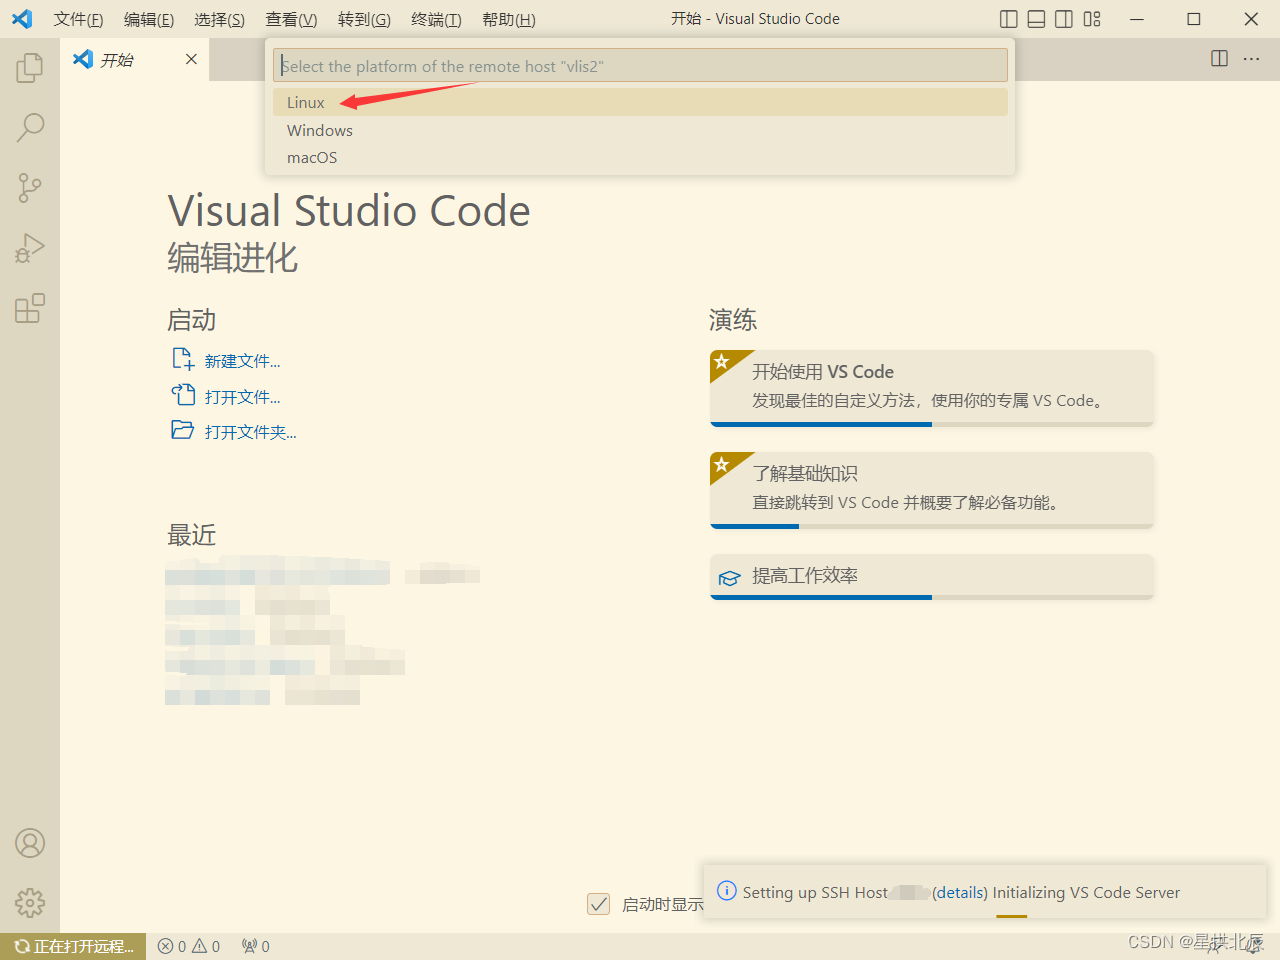 文件(F) 编辑(E) 选择(S) 查看(V) 转到(G) 终端(T) 帮助(H) 开始 - Visual Studio Code
开始
Select the platform of the remote host "vlis2"
Linux
Windows
macOS
Visual Studio Code
编辑进化
启动
新建文件...
打开文件...
打开文件夹...
最近
演练
开始使用 VS Code
发现最佳的自定义方法，使用你的专属 VS Code。
了解基础知识
直接跳转到 VS Code 并概要了解必备功能。
提高工作效率
启动时显示
Setting up SSH Host (details) Initializing VS Code Server
正在打开远程... 0 0 0
CSDN @星拱北辰